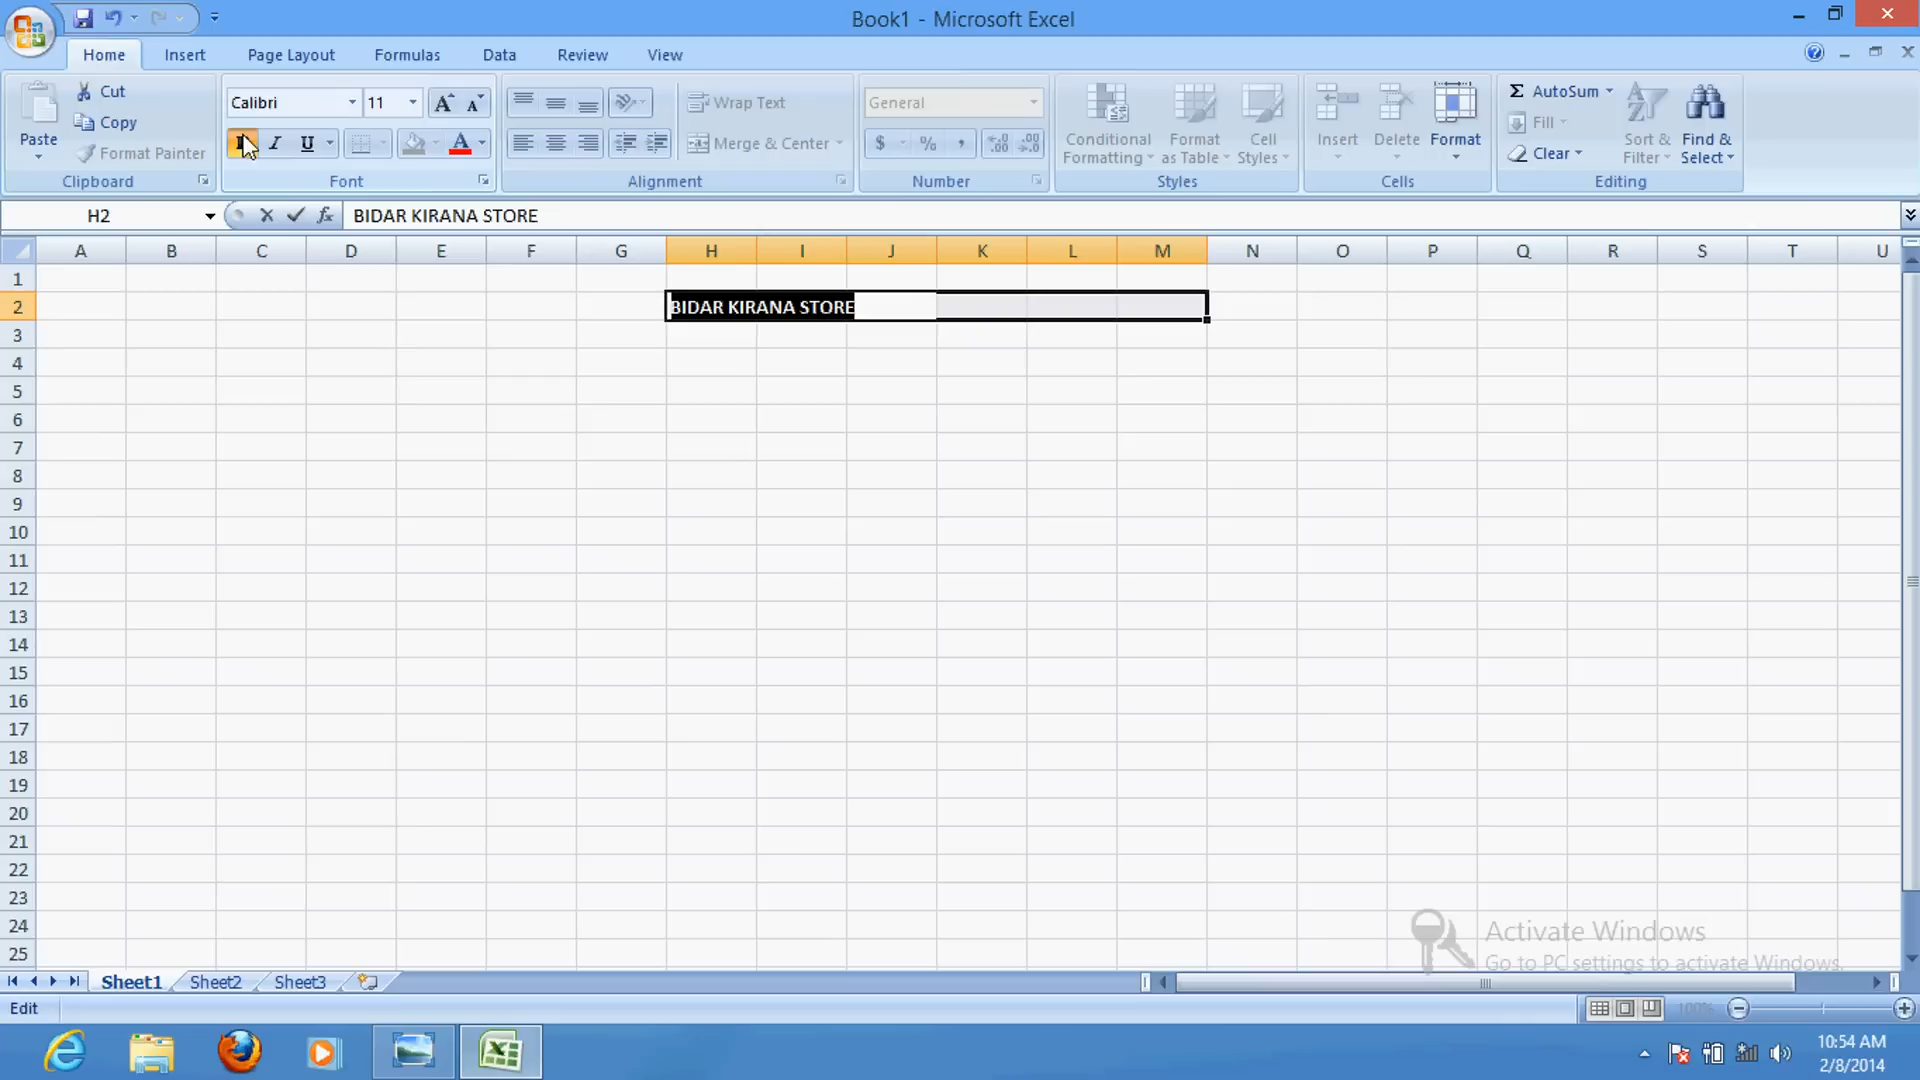 Book1 - Microsoft Excel
Home Insert Page Layout Formulas Data Review View
Paste
Cut
Copy
Format Painter
Clipboard
Calibri 11
I U A
Font
Wrap Text
Merge & Center
Alignment
General
$ % ,
Number
Conditional Formatting
Format as Table
Cell Styles
Styles
Insert Delete Format
Cells
Σ AutoSum
Fill
Clear
Sort & Filter
Find & Select
Editing
H2 fx BIDAR KIRANA STORE
A B C D E F G H I J K L M N O P Q R S T U
1
2 BIDAR KIRANA STORE
3
4
5
6
7
8
9
10
11
12
13
14
15
16
17
18
19
20
21
22
23
24
25
Activate Windows
Go to PC settings to activate Windows.
Sheet1 Sheet2 Sheet3
Edit 100%
10:54 AM
2/8/2014